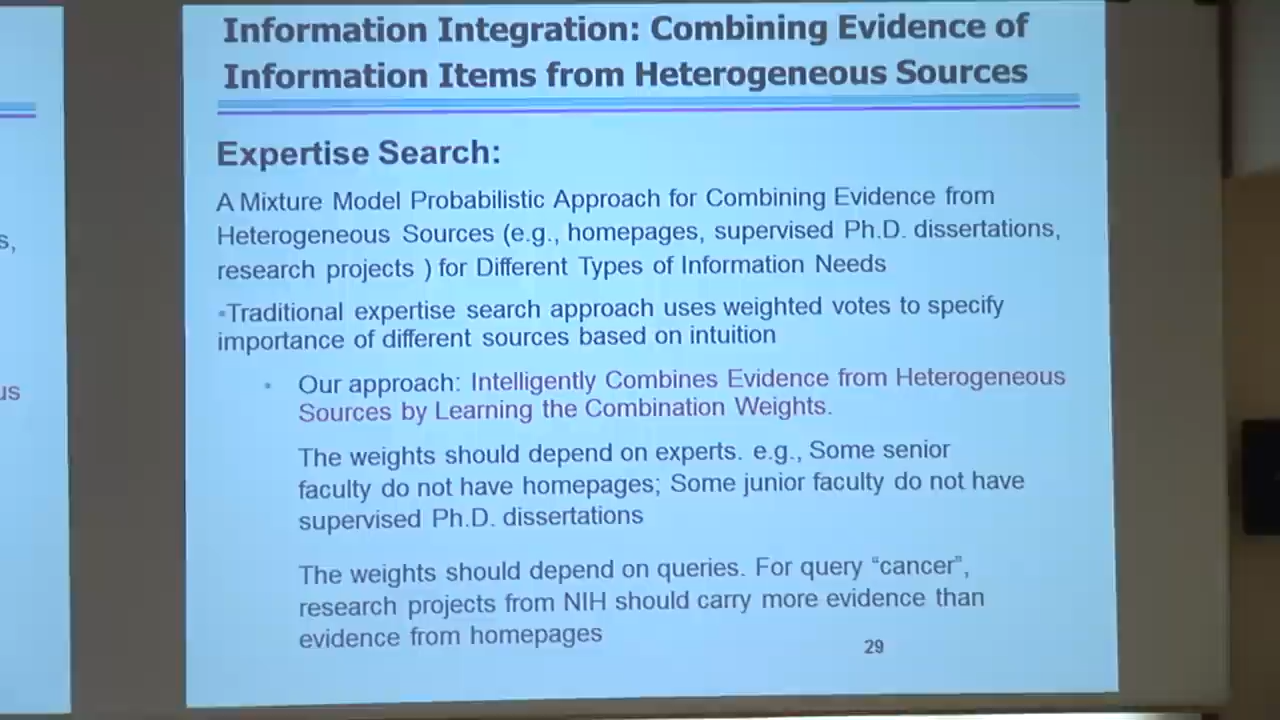 Information Integration: Combining Evidence of
Information Items from Heterogeneous Sources
Expertise Search:
A Mixture Model Probabilistic Approach for Combining Evidence from
Heterogeneous Sources (e.g., homepages, supervised Ph.D. dissertations,
research projects ) for Different Types of Information Needs
s,
•Traditional expertise search approach uses weighted votes to specify
importance of different sources based on intuition
us
• Our approach: Intelligently Combines Evidence from Heterogeneous
Sources by Learning the Combination Weights.
The weights should depend on experts. e.g., Some senior
faculty do not have homepages; Some junior faculty do not have
supervised Ph.D. dissertations
The weights should depend on queries. For query “cancer”,
research projects from NIH should carry more evidence than
evidence from homepages
29